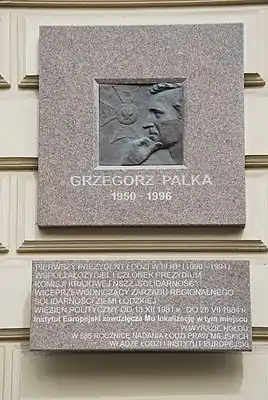 GRZEGORZ PALKA
1950 - 1996
PIERWSZY PREZYDENT ŁODZI W III RP (1990 - 1994)
WSPÓŁZAŁOŻYCIEL I CZŁONEK PREZYDIUM
KOMISJI KRAJOWEJ NSZZ „SOLIDARNOŚĆ”
WICEPRZEWODNICZĄCY ZARZĄDU REGIONALNEGO
SOLIDARNOŚCI ZIEMI ŁÓDZKIEJ
WIĘZIEŃ POLITYCZNY OD 13 XII 1981 r. DO 26 VII 1984 r.
Instytut Europejski zawdzięcza Mu lokalizację w tym miejscu
W WYRAZIE HOŁDU
W 585 ROCZNICĘ NADANIA ŁODZI PRAW MIEJSKICH
WŁADZE ŁODZI I INSTYTUT EUROPEJSKI